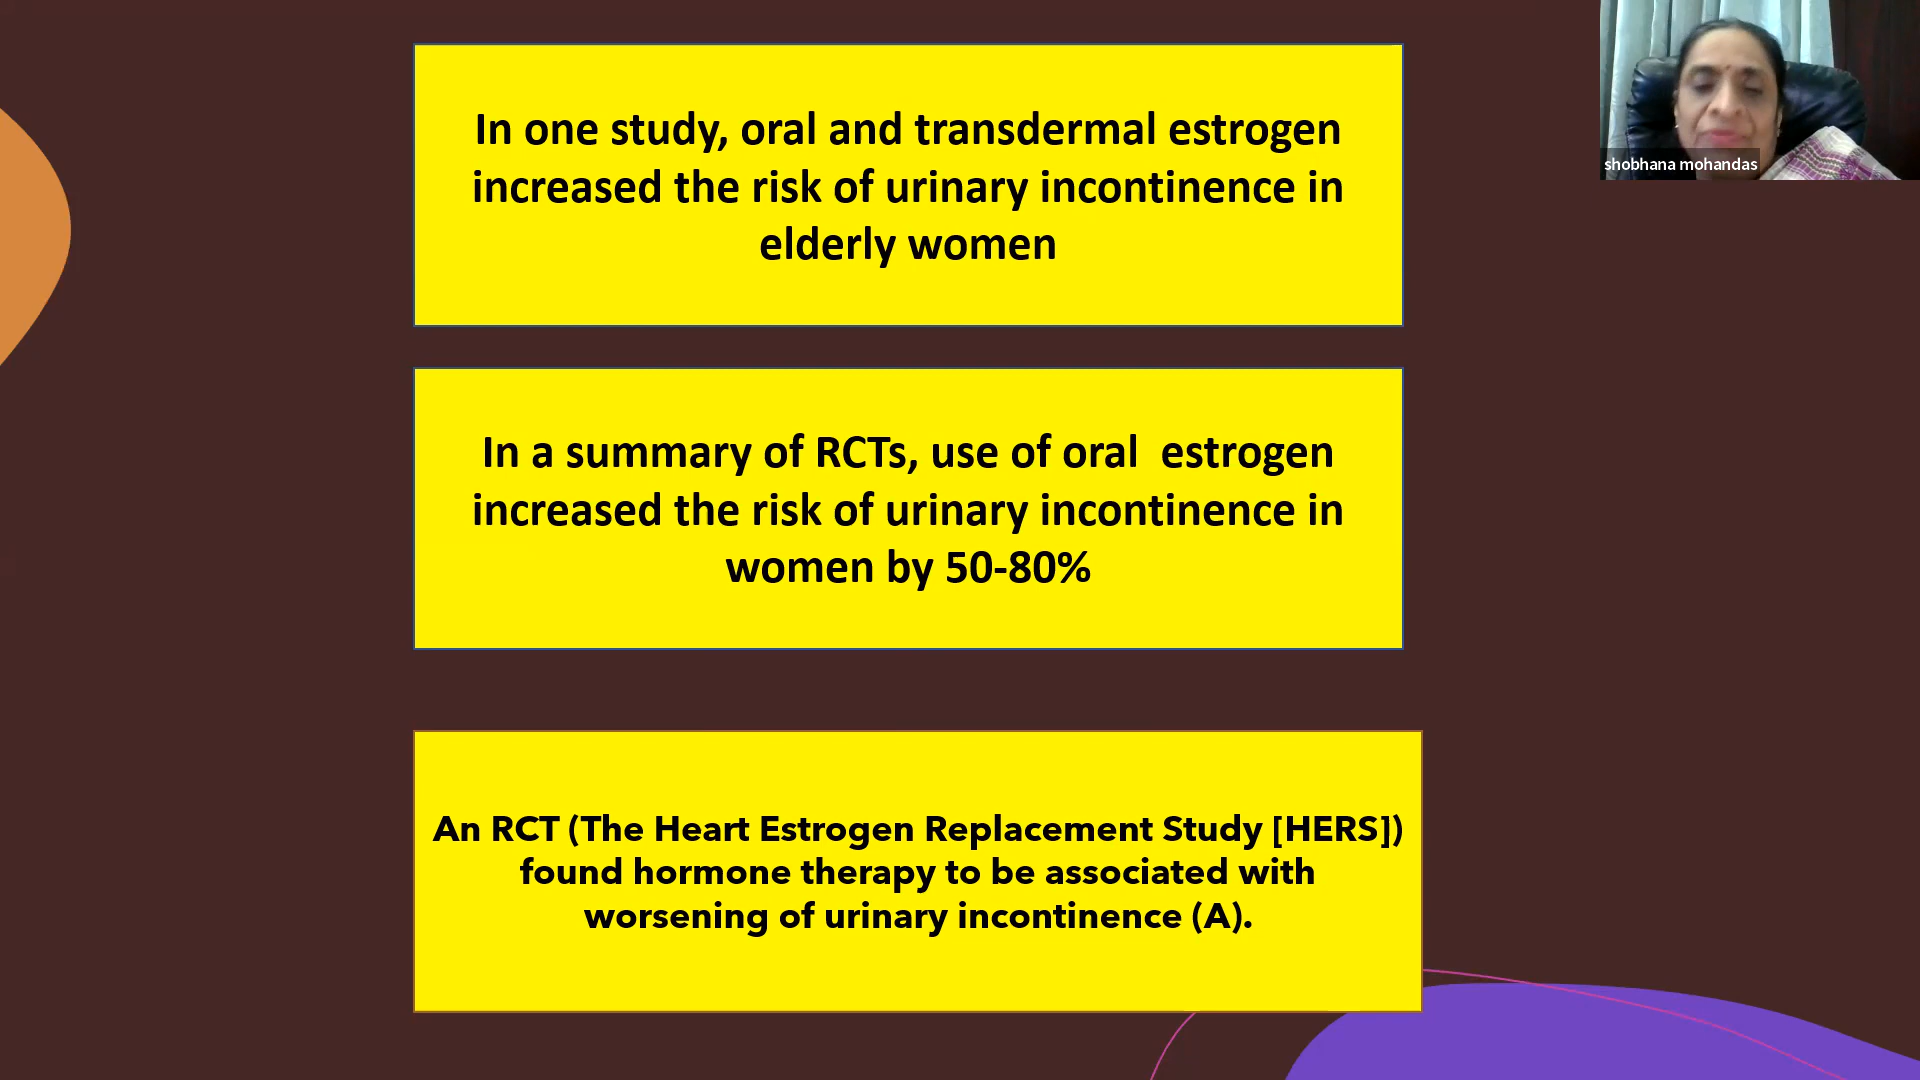 In one study, oral and transdermal estrogen
increased the risk of urinary incontinence in
elderly women
In a summary of RCTs, use of oral  estrogen
increased the risk of urinary incontinence in
women by 50-80%
An RCT (The Heart Estrogen Replacement Study [HERS])
found hormone therapy to be associated with
worsening of urinary incontinence (A).
shobhana mohandas